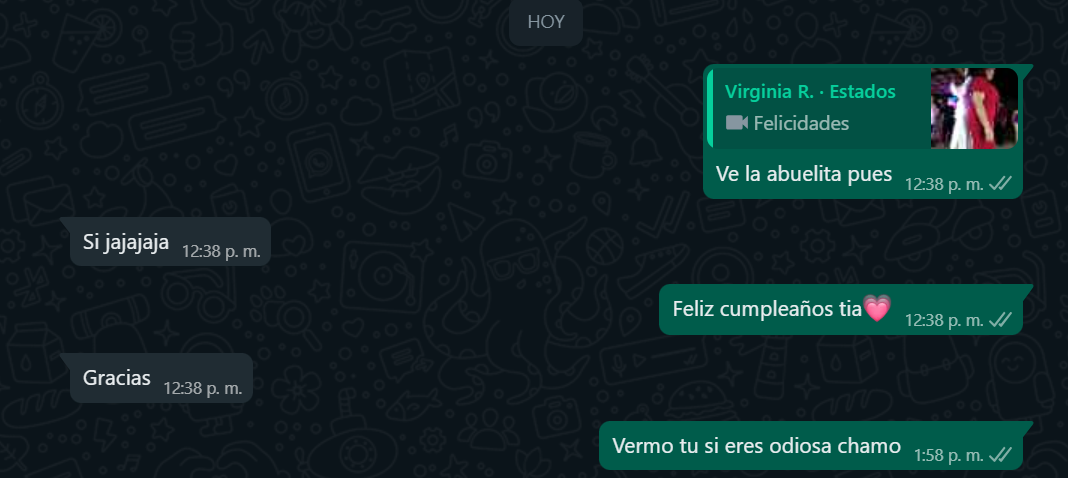 HOY
Virginia R. · Estados
Felicidades
Ve la abuelita pues 12:38 p. m.
Si jajajaja 12:38 p. m.
Feliz cumpleaños tia💗 12:38 p. m.
Gracias 12:38 p. m.
Vermo tu si eres odiosa chamo 1:58 p. m.